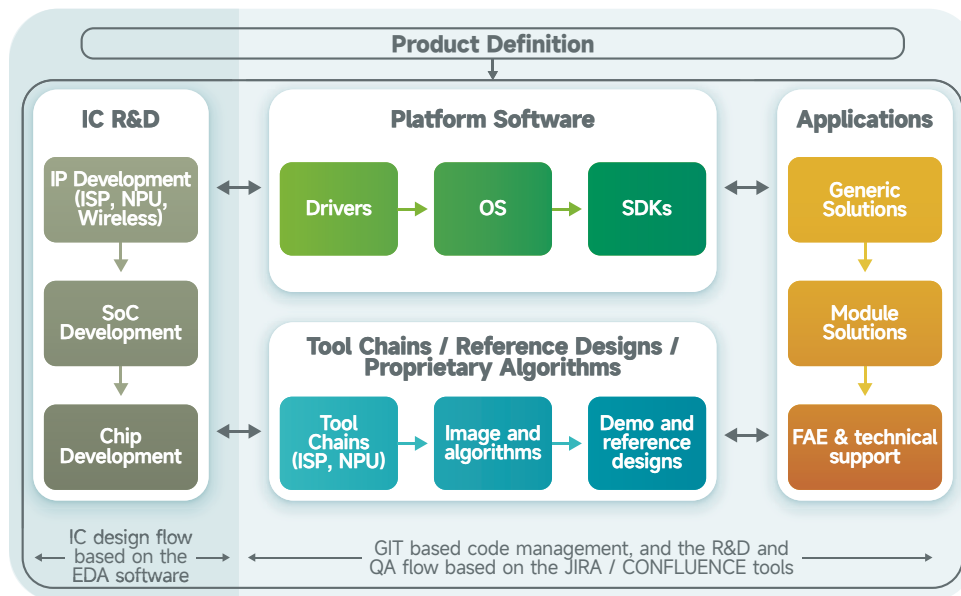 Product Definition
IC R&D
IP Development
(ISP, NPU,
Wireless)
SoC
Development
Chip
Development
Platform Software
Drivers
OS
SDKs
Tool Chains / Reference Designs /
Proprietary Algorithms
Tool
Chains
(ISP, NPU)
Image and
algorithms
Demo and
reference
designs
Applications
Generic
Solutions
Module
Solutions
FAE & technical
support
IC design flow
based on the
EDA software
GIT based code management, and the R&D and
QA flow based on the JIRA / CONFLUENCE tools